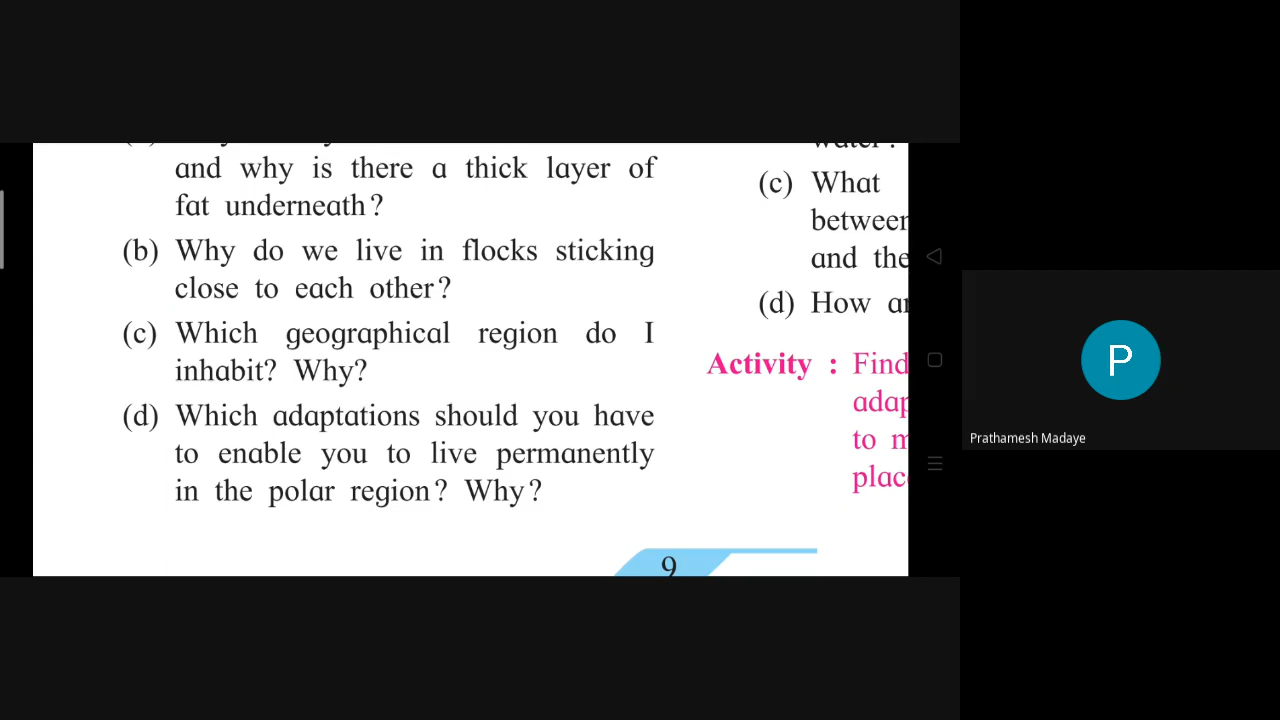 and why is there a thick layer of
fat underneath?
(b) Why do we live in flocks sticking
close to each other?
(c) Which geographical region do I
inhabit? Why?
(d) Which adaptations should you have
to enable you to live permanently
in the polar region? Why?
water?
(c) What
between
and the
(d) How
Activity : Find
9
P
Prathamesh Madaye